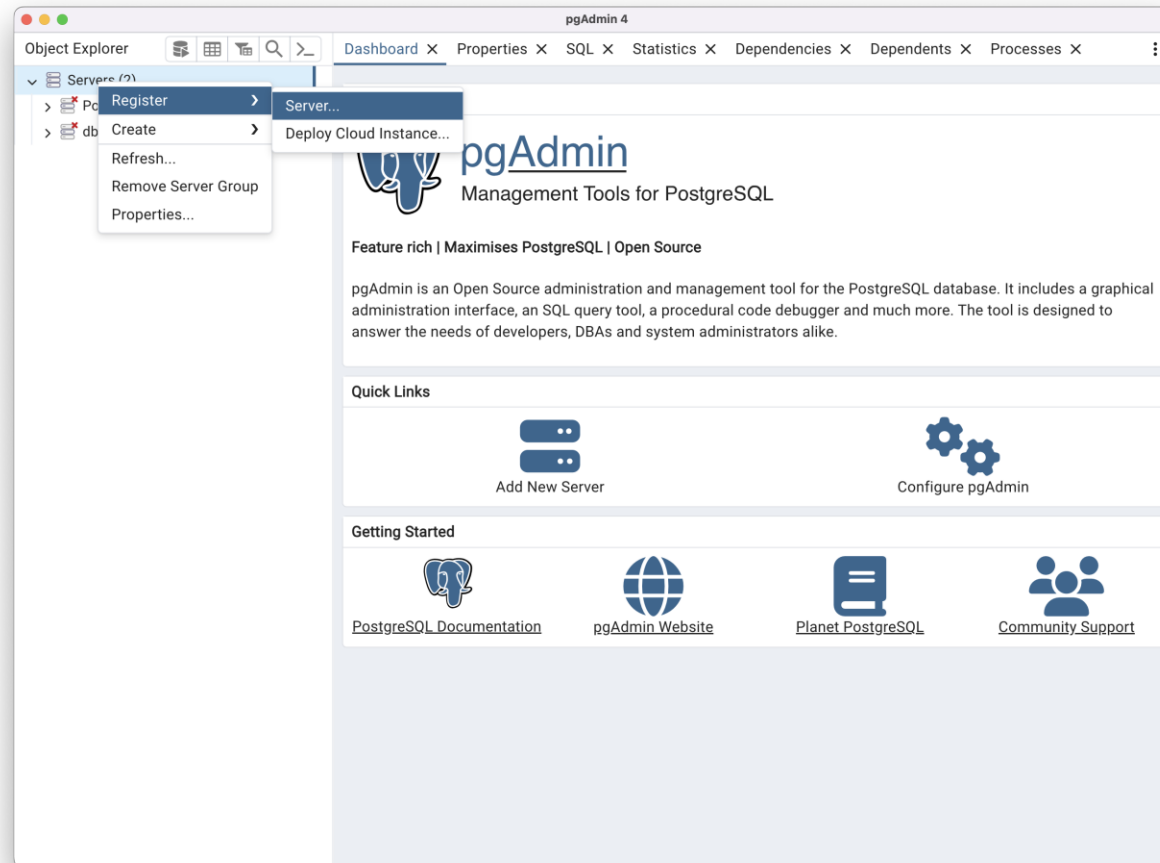 pgAdmin 4
Object Explorer
Dashboard Properties SQL Statistics Dependencies Dependents Processes
Servers (2)
Register
Server...
Create
Deploy Cloud Instance...
db
Refresh...
Remove Server Group
Properties...
pgAdmin
Management Tools for PostgreSQL
Feature rich | Maximises PostgreSQL | Open Source
pgAdmin is an Open Source administration and management tool for the PostgreSQL database. It includes a graphical
administration interface, an SQL query tool, a procedural code debugger and much more. The tool is designed to
answer the needs of developers, DBAs and system administrators alike.
Quick Links
Add New Server Configure pgAdmin
Getting Started
PostgreSQL Documentation pgAdmin Website Planet PostgreSQL Community Support